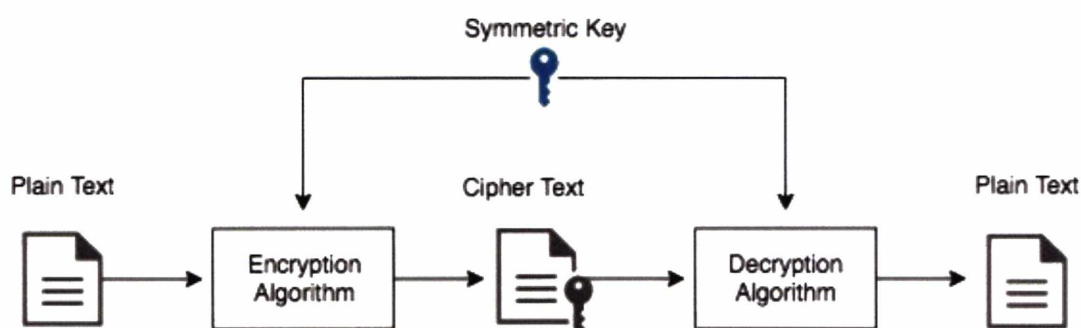 Symmetric Key
Plain Text
Cipher Text
Plain Text
Encryption
Algorithm
Decryption
Algorithm